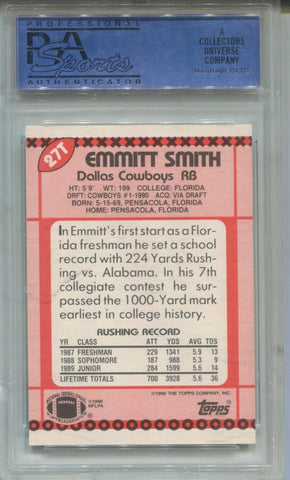 PROFESSIONAL
PSA
Sports
AUTHENTICATOR
A
COLLECTORS
UNIVERSE
COMPANY
NASDAQ: CLCT
27T
EMMITT SMITH
Dallas Cowboys RB
HT: 5'9" WT: 199 COLLEGE: FLORIDA
DRFT: COWBOYS #1-1990 ACQ: VIA DRAFT
BORN: 5-15-69, PENSACOLA, FLORIDA
HOME: PENSACOLA, FLORIDA
In Emmitt's first start as a Flor-
ida freshman he set a school
record with 224 Yards Rush-
ing vs. Alabama. In his 7th
collegiate contest he sur-
passed the 1000-Yard mark
earliest in college history.
RUSHING RECORD
YR CLASS ATT YDS AVG TDS
1987 FRESHMAN 229 1341 5.9 13
1988 SOPHOMORE 187 988 5.3 9
1989 JUNIOR 284 1599 5.6 14
LIFETIME TOTALS 700 3928 5.6 36
©1990 THE TOPPS COMPANY, INC.
©1990
NFLPA
Topps